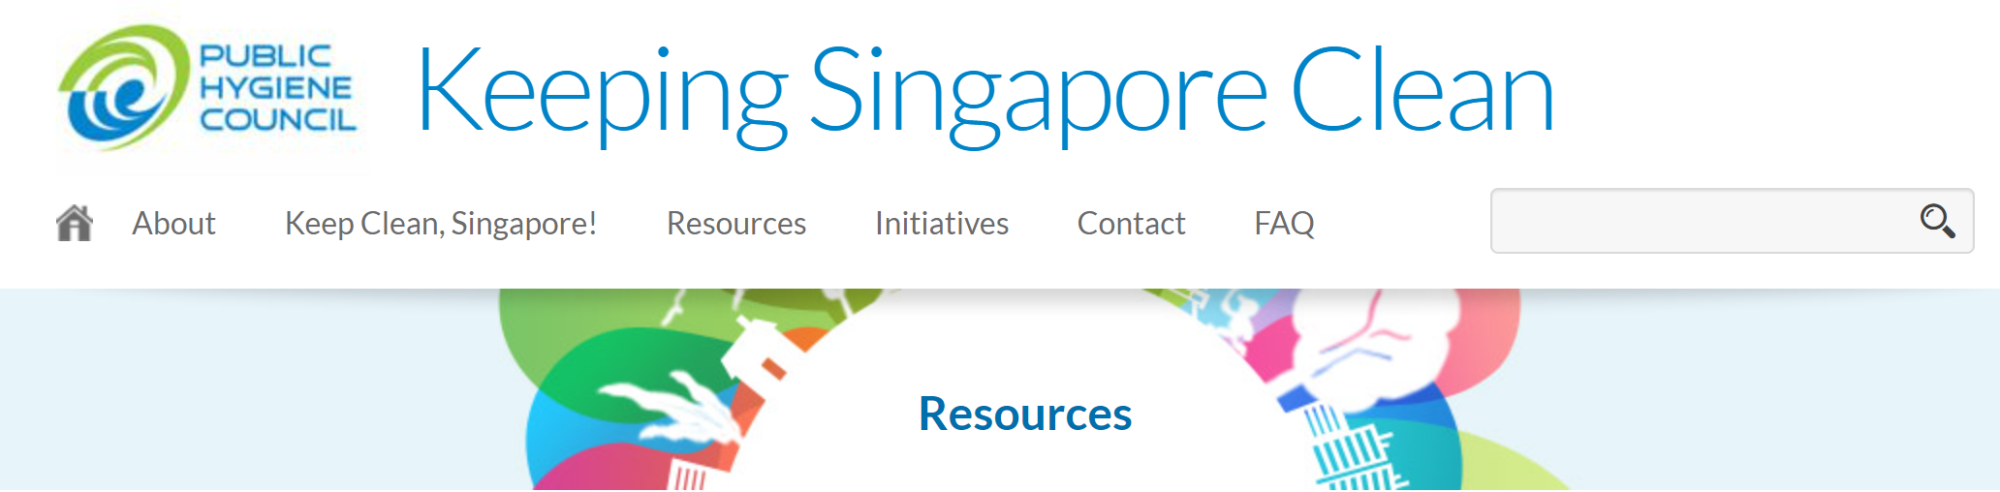 PUBLIC
HYGIENE
COUNCIL
Keeping Singapore Clean
About Keep Clean, Singapore! Resources Initiatives Contact FAQ
Resources